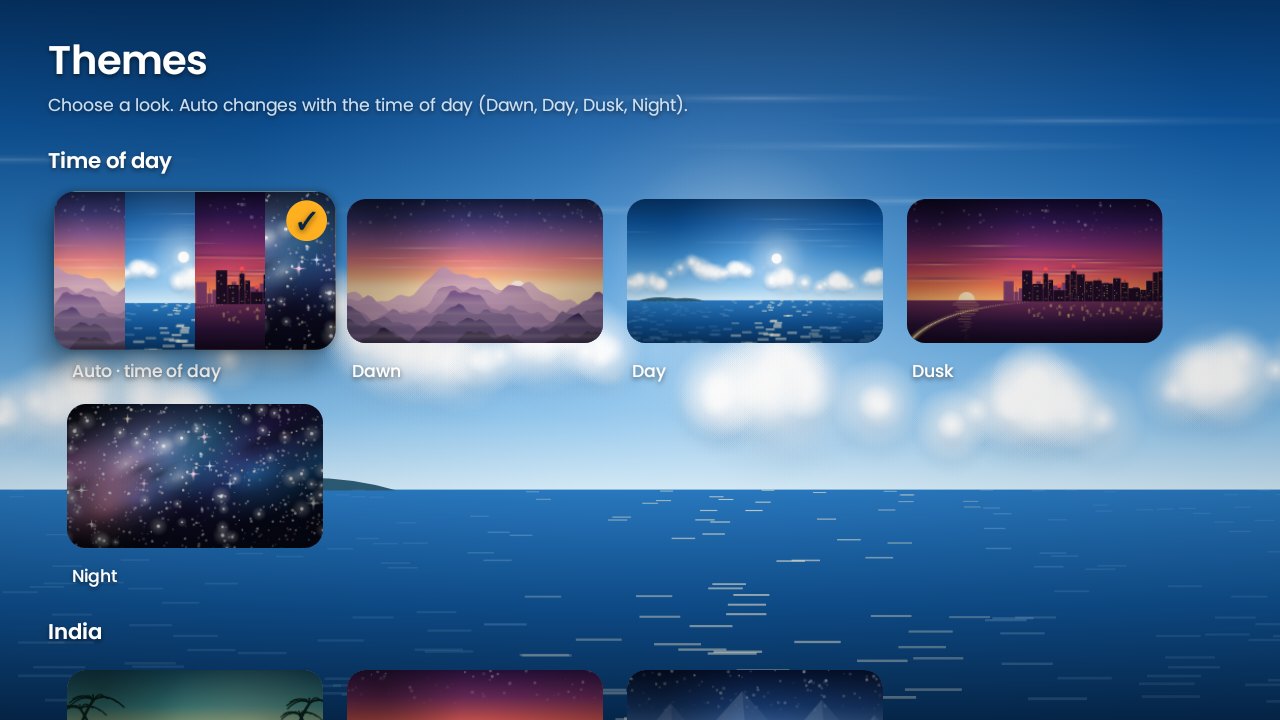 Themes
Choose a look. Auto changes with the time of day (Dawn, Day, Dusk, Night).
Time of day
Auto · time of day
Dawn
Day
Dusk
Night
India